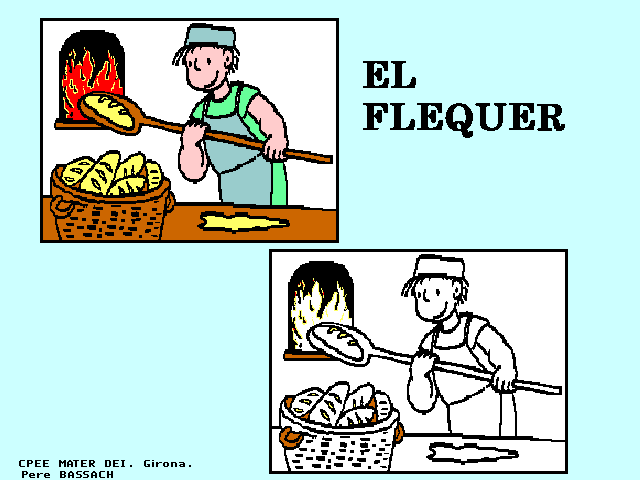 EL
FLEQUER
CPEE MATER DEI. Girona.
Pere BASSACH